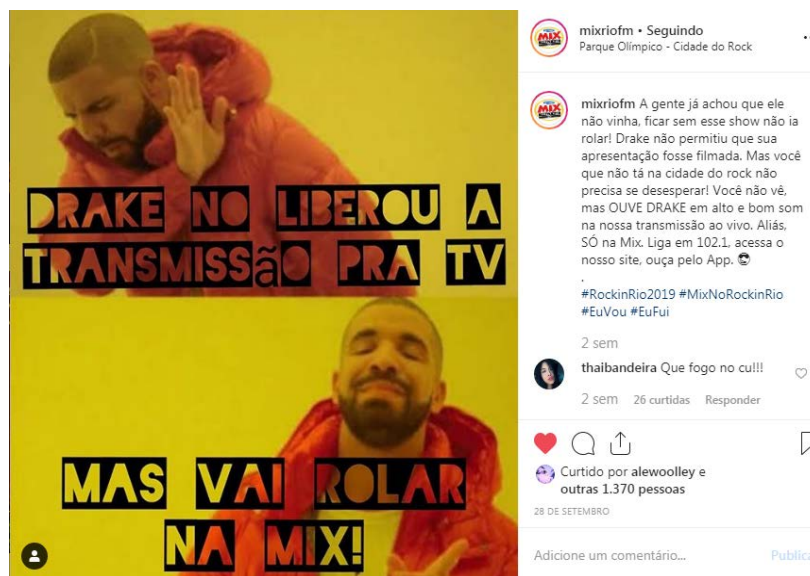 DRAKE NO LIBEROU A
TRANSMISSãO PRA TV
MAS VAI ROLAR
NA MIX!
mixriofm • Seguindo
Parque Olímpico - Cidade do Rock
mixriofm A gente já achou que ele
não vinha, ficar sem esse show não ia
rolar! Drake não permitiu que sua
apresentação fosse filmada. Mas você
que não tá na cidade do rock não
precisa se desesperar! Você não vê,
mas OUVE DRAKE em alto e bom som
na nossa transmissão ao vivo. Aliás,
SÓ na Mix. Liga em 102.1, acessa o
nosso site, ouça pelo App. 😎
.
#RockinRio2019 #MixNoRockinRio
#EuVou #EuFui
2 sem
thaibandeira Que fogo no cu!!!
2 sem 26 curtidas Responder
Curtido por alewoolley e
outras 1.370 pessoas
28 DE SETEMBRO
Adicione um comentário... Publica